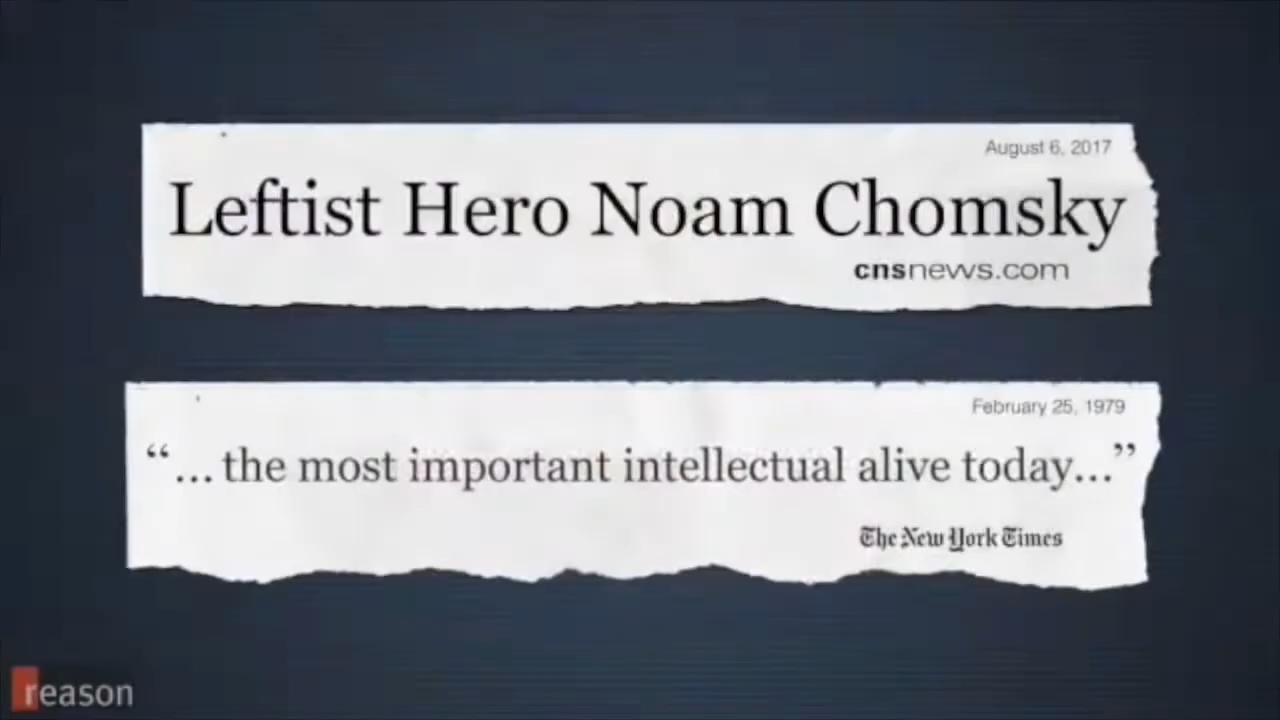 August 6, 2017
Leftist Hero Noam Chomsky
cnsnews.com
February 25, 1979
“... the most important intellectual alive today...”
The New York Times
reason